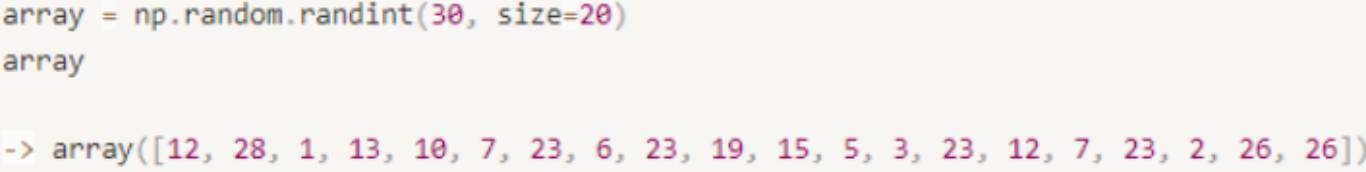 array = np.random.randint(30, size=20)
array
-> array([12, 28, 1, 13, 10, 7, 23, 6, 23, 19, 15, 5, 3, 23, 12, 7, 23, 2, 26, 26])